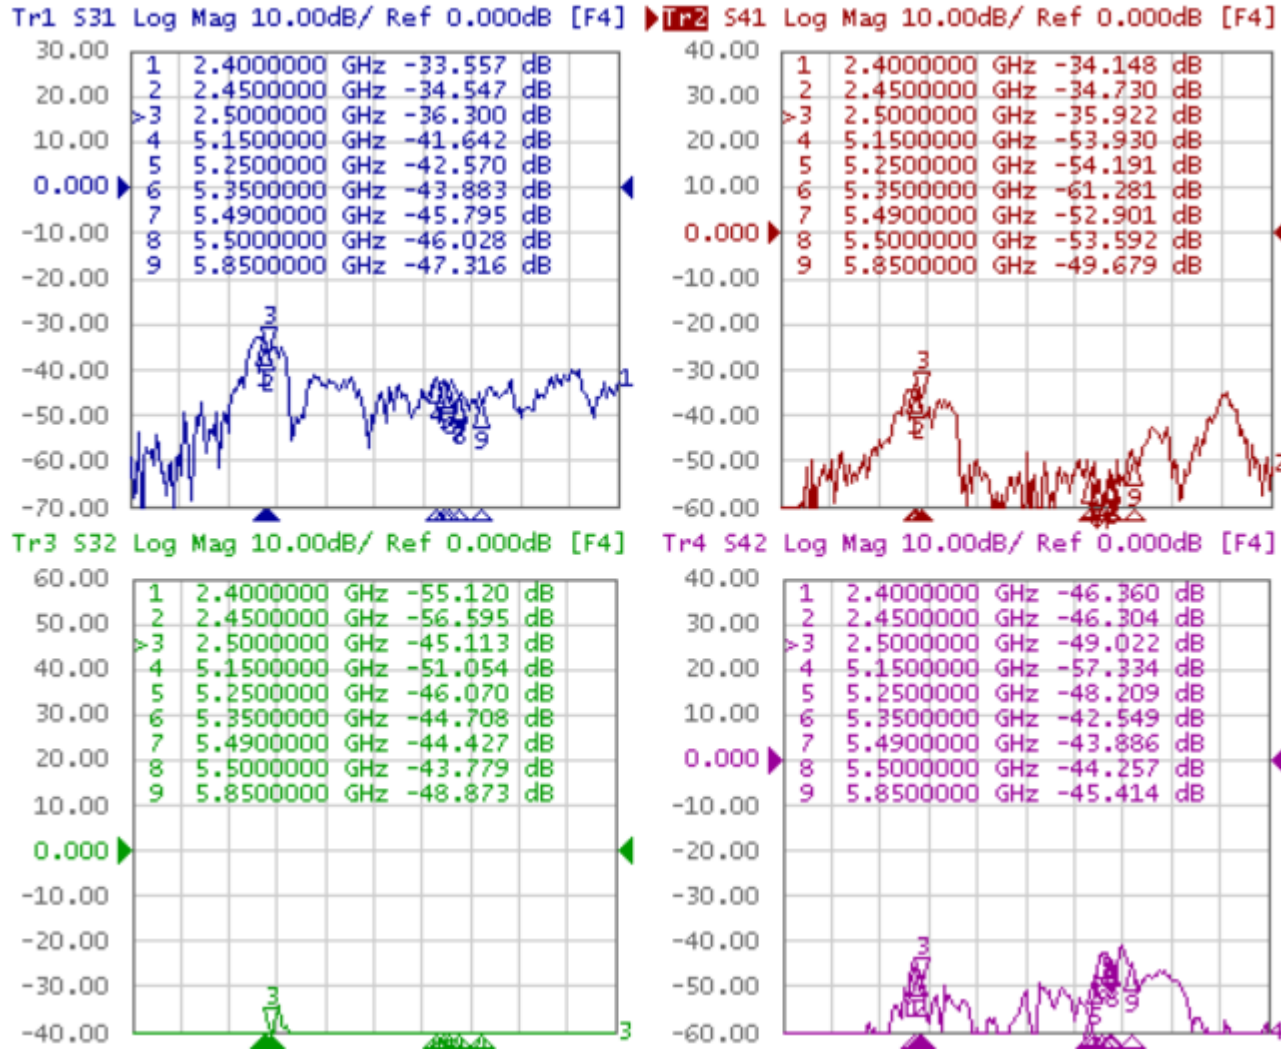 Tr1 S31 Log Mag 10.00dB/ Ref 0.000dB [F4]
30.00
20.00
10.00
0.000
-10.00
-20.00
-30.00
-40.00
-50.00
-60.00
-70.00
1 2.4000000 GHz -33.557 dB
2 2.4500000 GHz -34.547 dB
>3 2.5000000 GHz -36.300 dB
4 5.1500000 GHz -41.642 dB
5 5.2500000 GHz -42.570 dB
6 5.3500000 GHz -43.883 dB
7 5.4900000 GHz -45.795 dB
8 5.5000000 GHz -46.028 dB
9 5.8500000 GHz -47.316 dB
3
9
1
Tr2 S41 Log Mag 10.00dB/ Ref 0.000dB [F4]
40.00
30.00
20.00
10.00
0.000
-10.00
-20.00
-30.00
-40.00
-50.00
-60.00
1 2.4000000 GHz -34.148 dB
2 2.4500000 GHz -34.730 dB
>3 2.5000000 GHz -35.922 dB
4 5.1500000 GHz -53.930 dB
5 5.2500000 GHz -54.191 dB
6 5.3500000 GHz -61.281 dB
7 5.4900000 GHz -52.901 dB
8 5.5000000 GHz -53.592 dB
9 5.8500000 GHz -49.679 dB
3
9
2
Tr3 S32 Log Mag 10.00dB/ Ref 0.000dB [F4]
60.00
50.00
40.00
30.00
20.00
10.00
0.000
-10.00
-20.00
-30.00
-40.00
1 2.4000000 GHz -55.120 dB
2 2.4500000 GHz -56.595 dB
>3 2.5000000 GHz -45.113 dB
4 5.1500000 GHz -51.054 dB
5 5.2500000 GHz -46.070 dB
6 5.3500000 GHz -44.708 dB
7 5.4900000 GHz -44.427 dB
8 5.5000000 GHz -43.779 dB
9 5.8500000 GHz -48.873 dB
3
3
Tr4 S42 Log Mag 10.00dB/ Ref 0.000dB [F4]
40.00
30.00
20.00
10.00
0.000
-10.00
-20.00
-30.00
-40.00
-50.00
-60.00
1 2.4000000 GHz -46.360 dB
2 2.4500000 GHz -46.304 dB
>3 2.5000000 GHz -49.022 dB
4 5.1500000 GHz -57.334 dB
5 5.2500000 GHz -48.209 dB
6 5.3500000 GHz -42.549 dB
7 5.4900000 GHz -43.886 dB
8 5.5000000 GHz -44.257 dB
9 5.8500000 GHz -45.414 dB
3
9